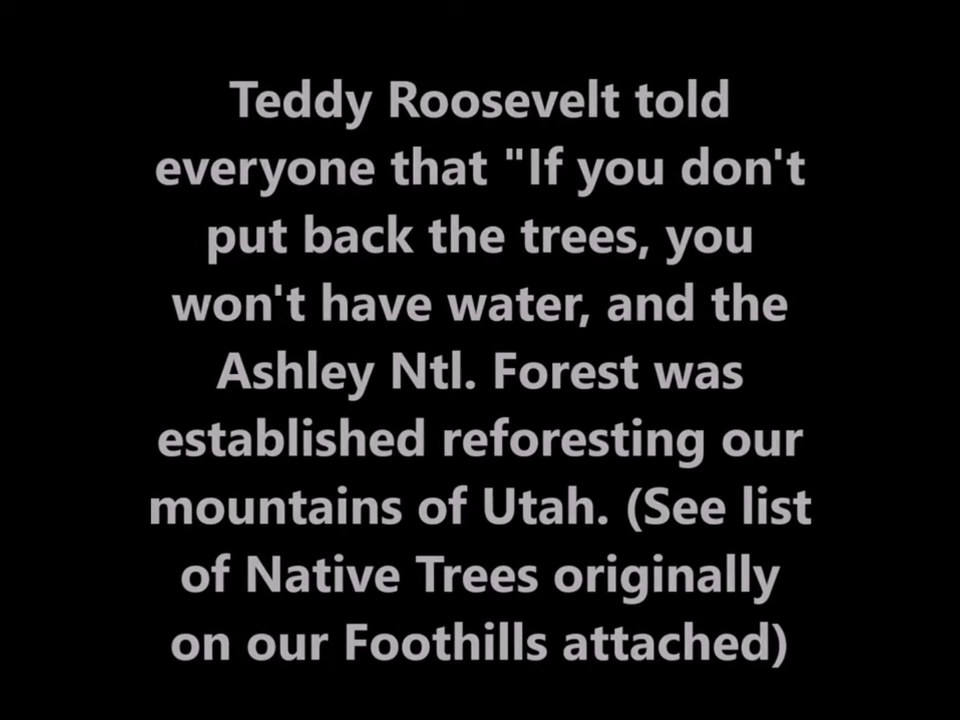 Teddy Roosevelt told
everyone that "If you don't
put back the trees, you
won't have water, and the
Ashley Ntl. Forest was
established reforesting our
mountains of Utah. (See list
of Native Trees originally
on our Foothills attached)